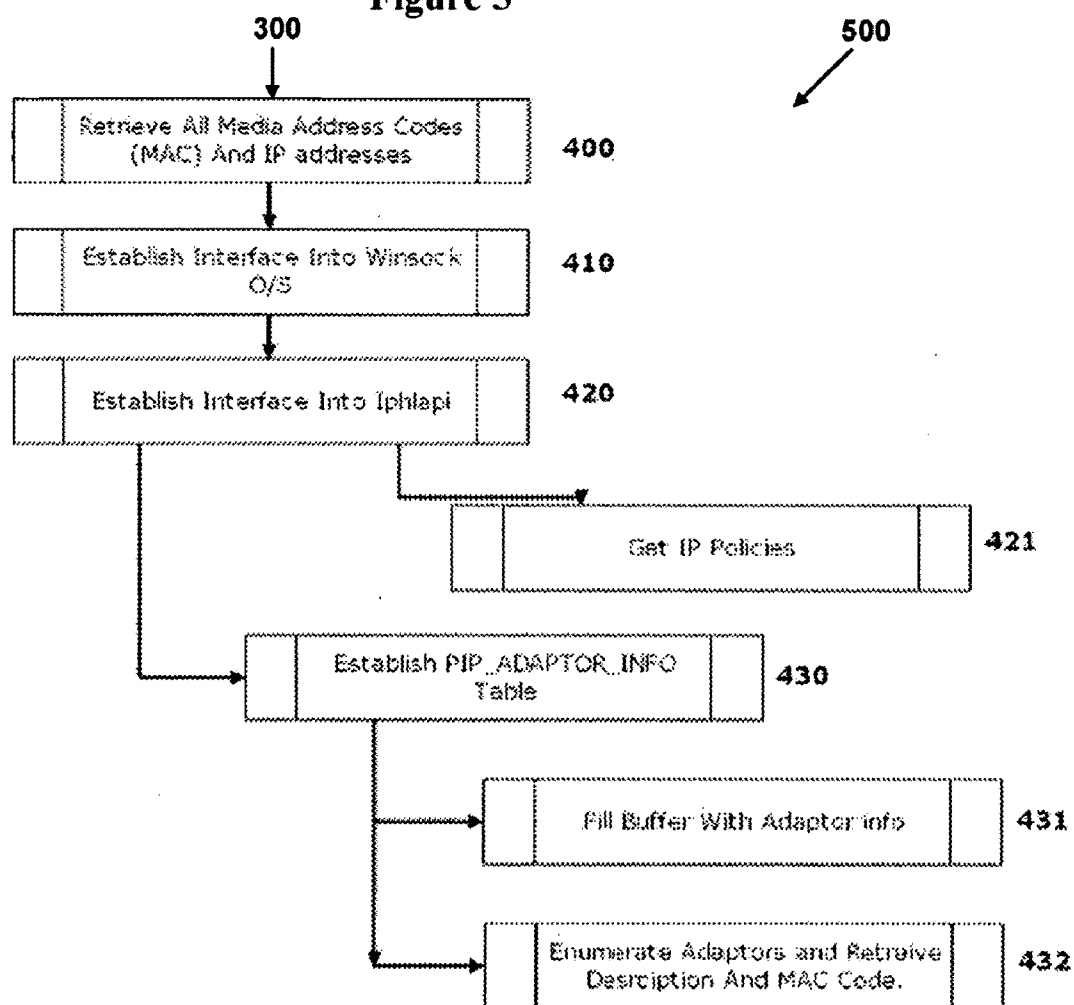 Figure 5
300
500
Retrieve All Media Address Codes
(MAC) And IP addresses
400
Establish Interface Into Winsock
O/S
410
Establish Interface Into Iphlapi
420
Get IP Policies
421
Establish PIP_ADAPTOR_INFO
Table
430
Fill Buffer With Adaptor info
431
Enumerate Adaptors and Retreive
Desrciption And MAC Code.
432